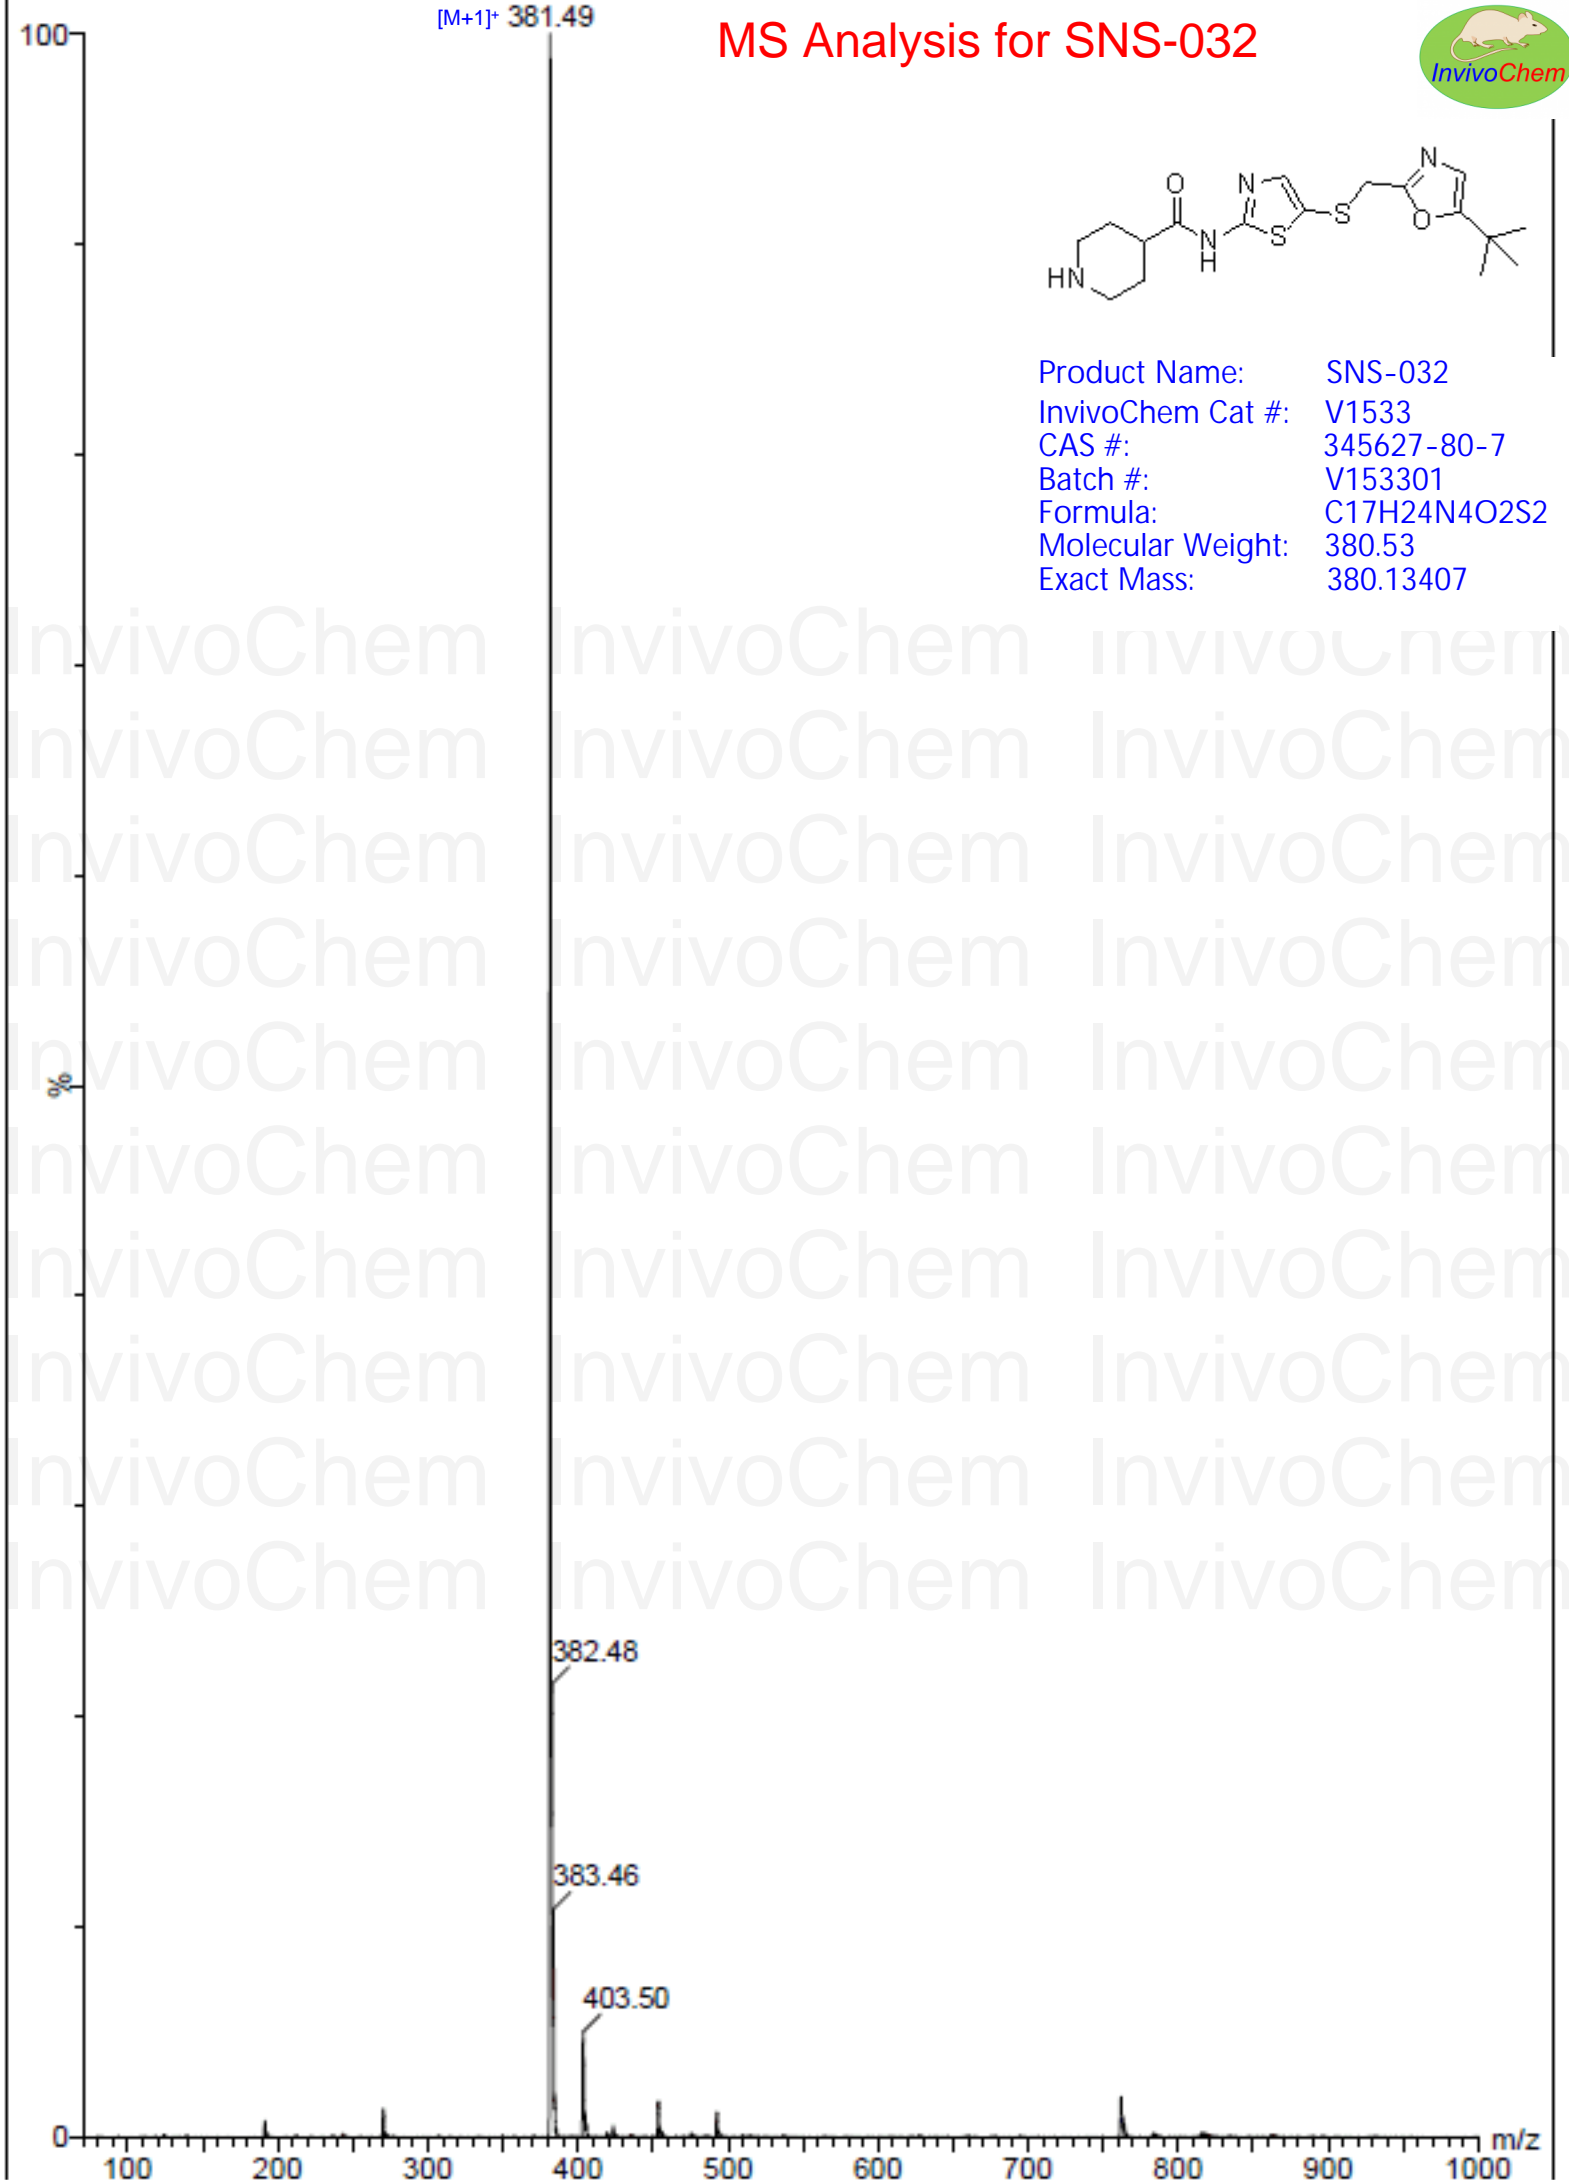 [M+1]+ 381.49
100
MS Analysis for SNS-032
InvivoChem
O
N
N
HN
N
H
S
S
O
Product Name: SNS-032
InvivoChem Cat #: V1533
CAS #: 345627-80-7
Batch #: V153301
Formula: C17H24N4O2S2
Molecular Weight: 380.53
Exact Mass: 380.13407
InvivoChem InvivoChem InvivoChem
InvivoChem InvivoChem InvivoChem
InvivoChem InvivoChem InvivoChem
InvivoChem InvivoChem InvivoChem
InvivoChem InvivoChem InvivoChem
%
InvivoChem InvivoChem InvivoChem
InvivoChem InvivoChem InvivoChem
InvivoChem InvivoChem InvivoChem
InvivoChem InvivoChem InvivoChem
InvivoChem InvivoChem InvivoChem
382.48
383.46
403.50
0
m/z
100 200 300 400 500 600 700 800 900 1000